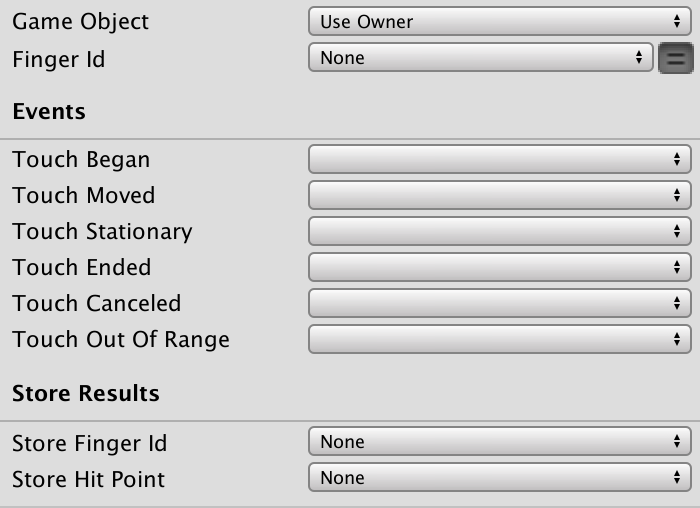 Game Object Use Owner
Finger Id None
Events
Touch Began
Touch Moved
Touch Stationary
Touch Ended
Touch Canceled
Touch Out Of Range
Store Results
Store Finger Id None
Store Hit Point None